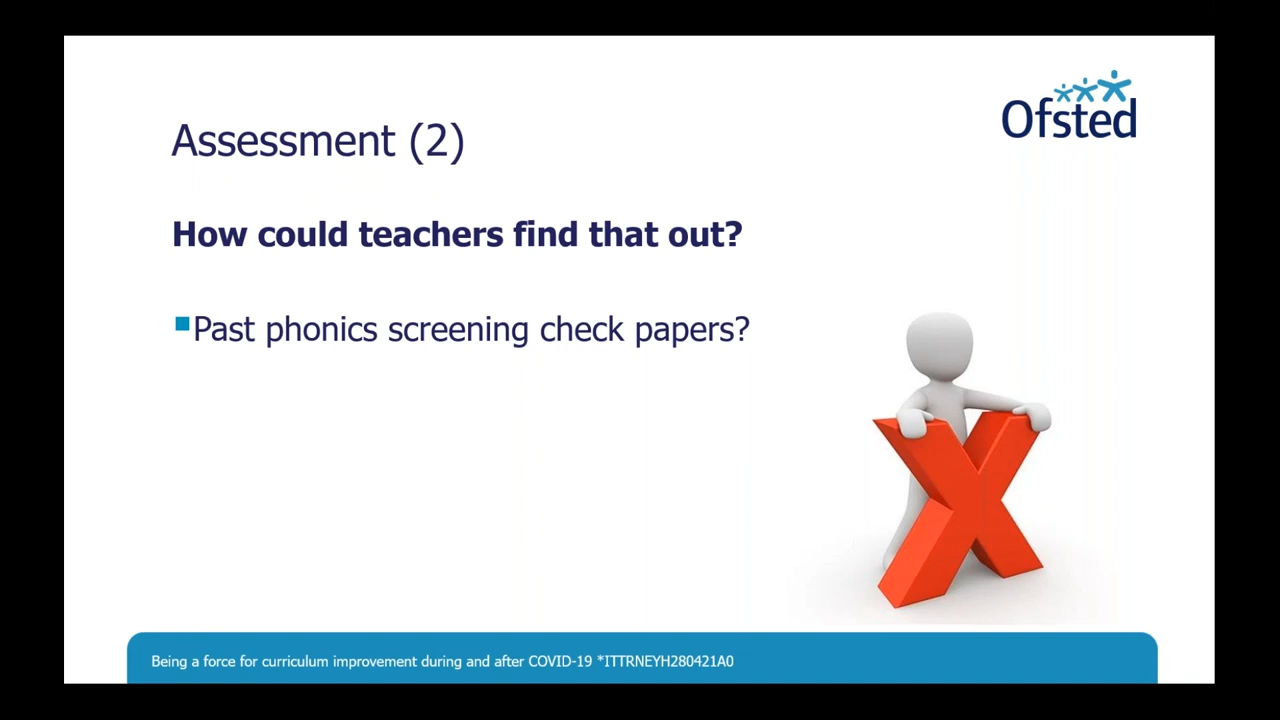 Ofsted
Assessment (2)
How could teachers find that out?
Past phonics screening check papers?
Being a force for curriculum improvement during and after COVID-19 *ITTRNEYH280421A0